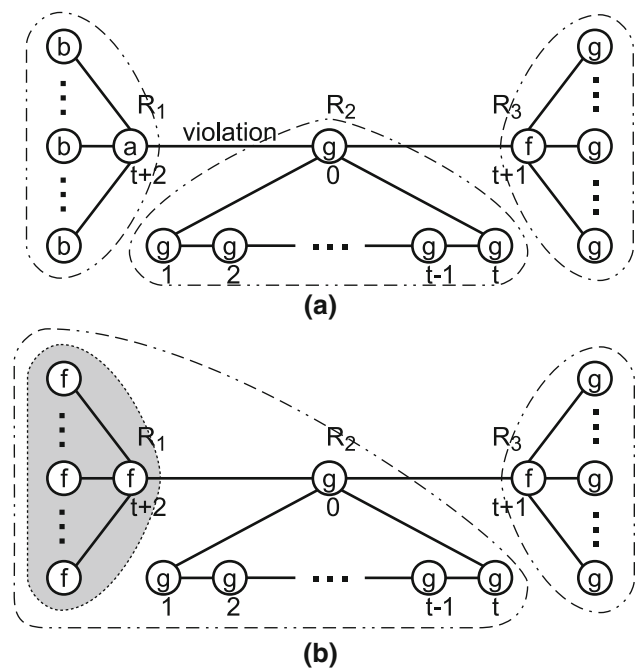 b g
R1 R2 R3
violation
b a g f g
t+2 0 t+1
b g g ... g g g
1 2 t-1 t
(a)
f g
R1 R2 R3
f f g f g
t+2 0 t+1
f g g ... g g g
1 2 t-1 t
(b)